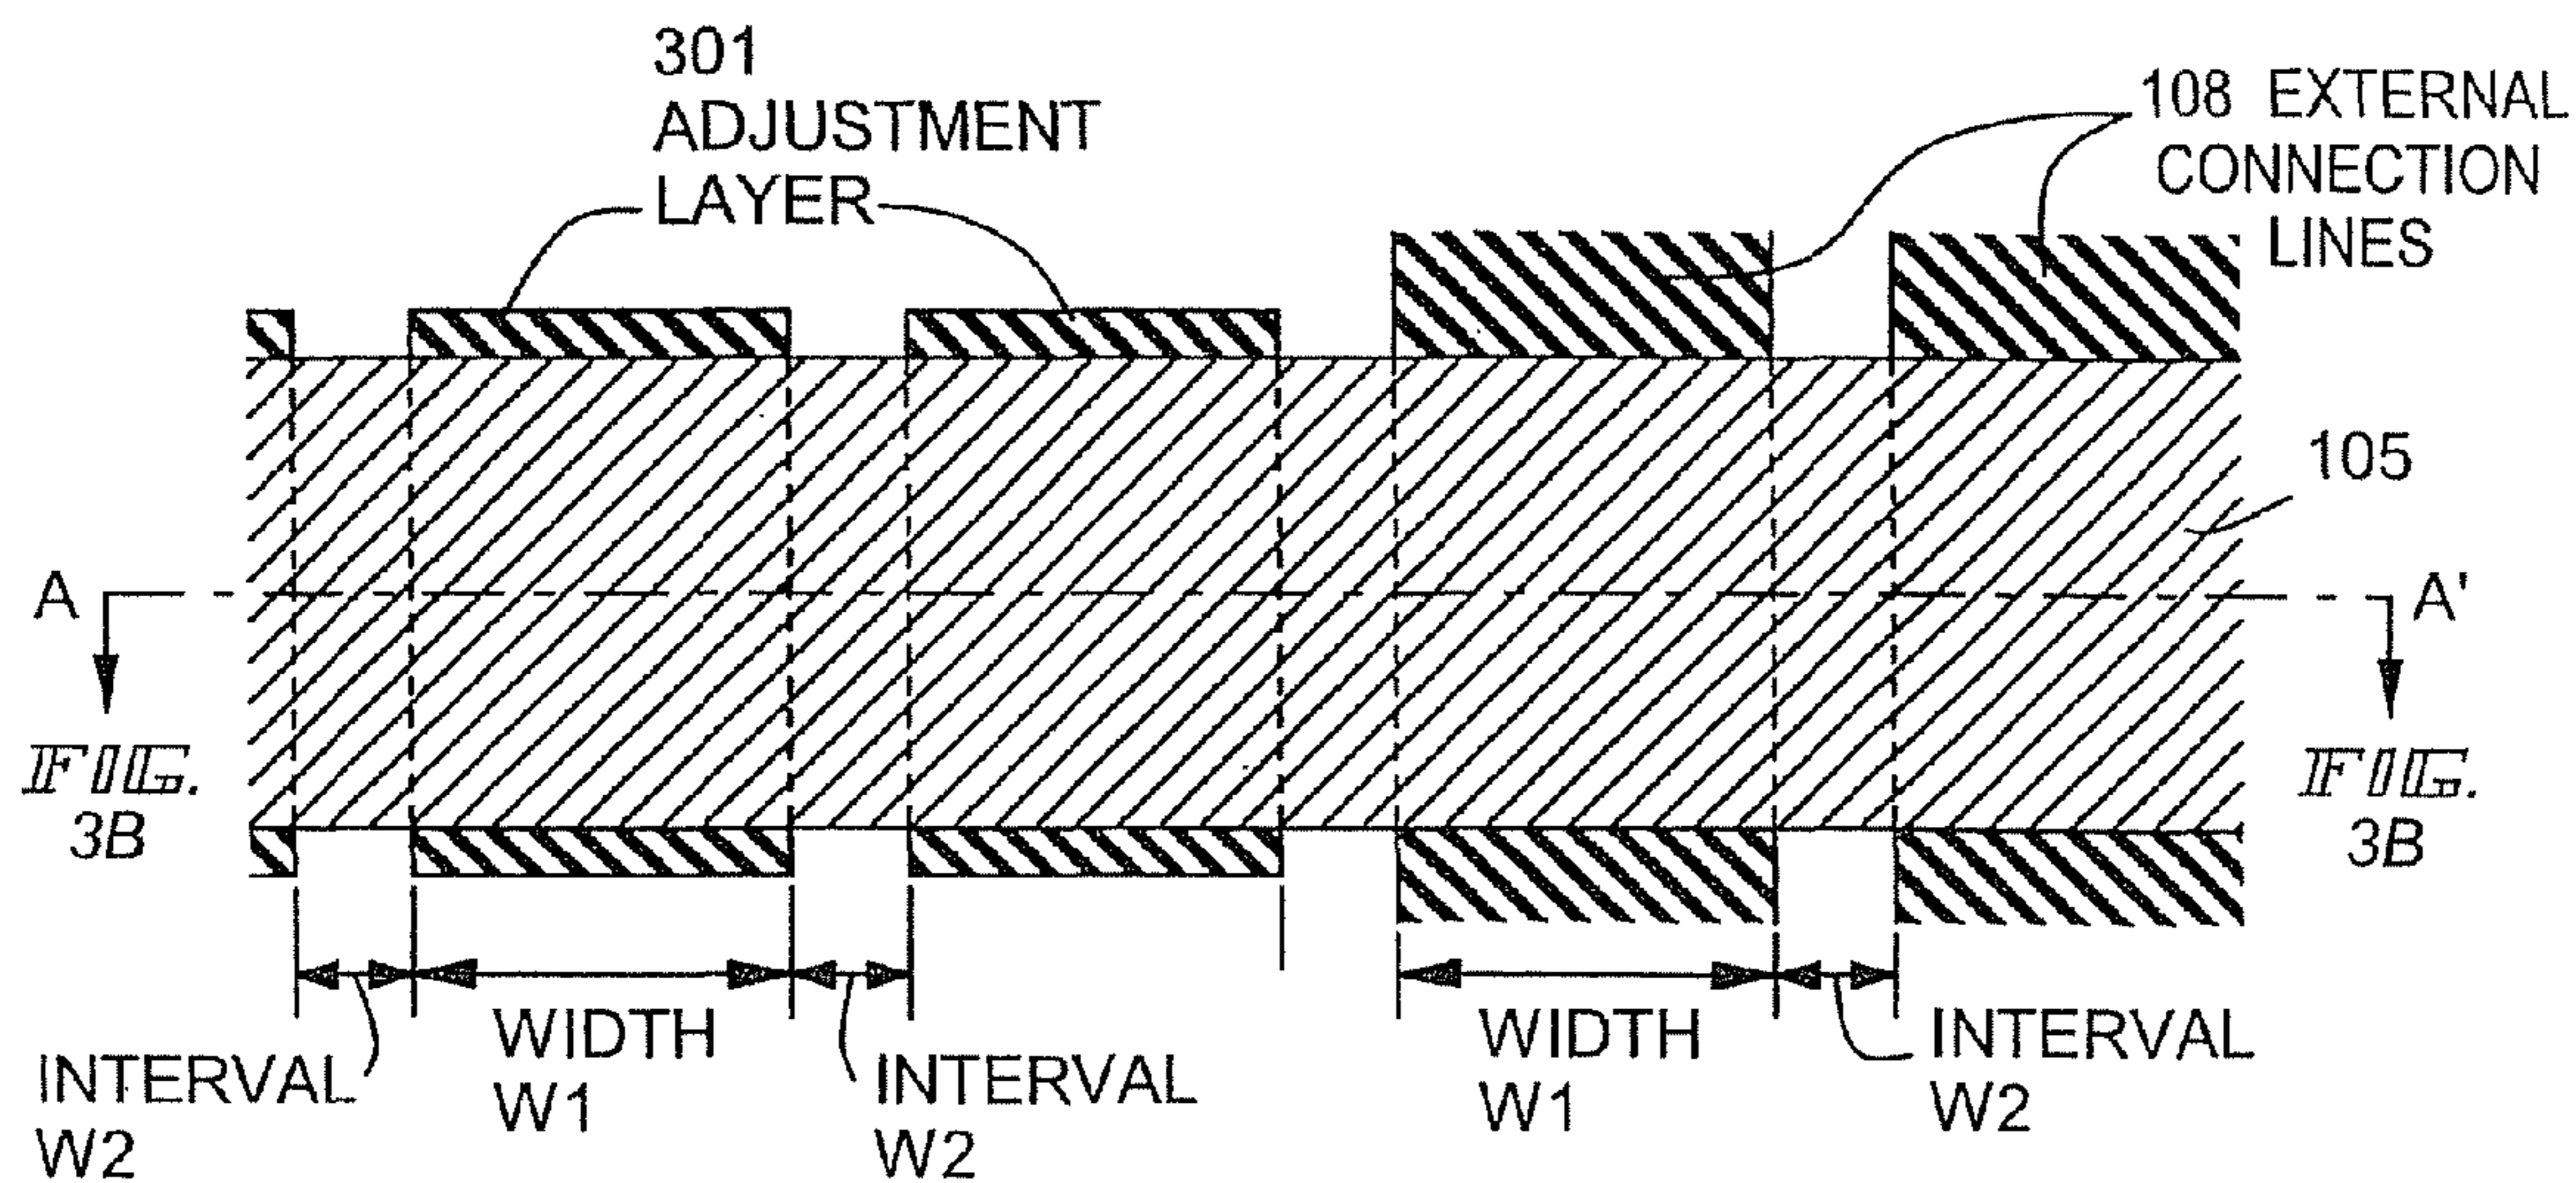 301
ADJUSTMENT
LAYER
108 EXTERNAL
CONNECTION
LINES
105
A
A'
FIG.
3B
FIG.
3B
INTERVAL
W2
WIDTH
W1
INTERVAL
W2
WIDTH
W1
INTERVAL
W2